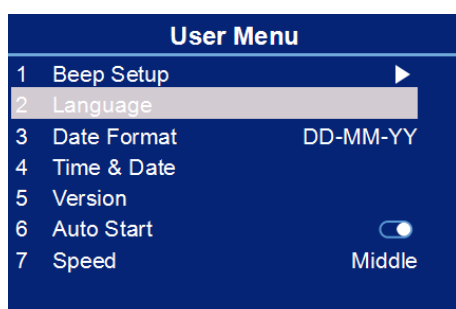 User Menu
1 Beep Setup
2 Language
3 Date Format DD-MM-YY
4 Time & Date
5 Version
6 Auto Start
7 Speed Middle